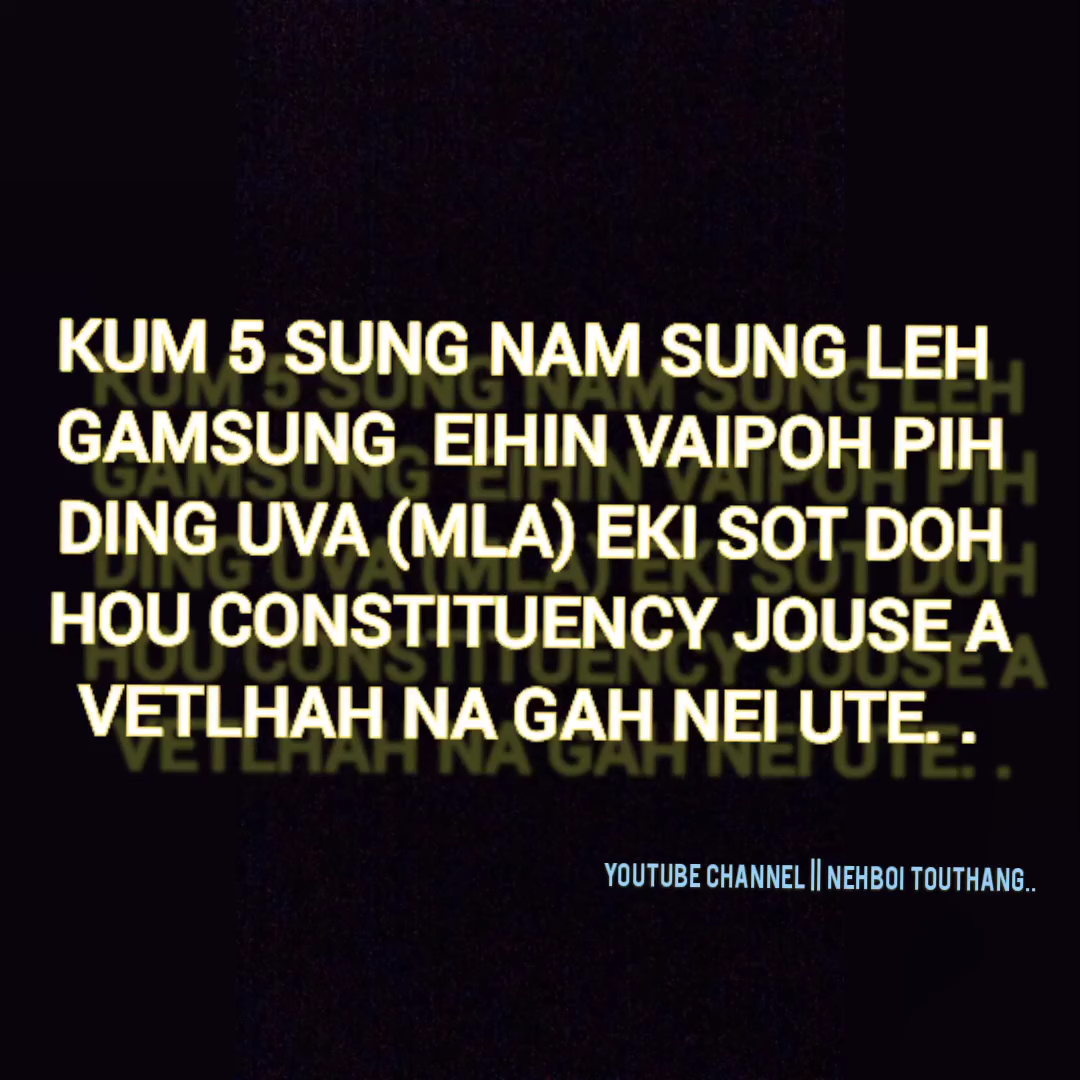 KUM 5 SUNG NAM SUNG LEH
GAMSUNG EIHIN VAIPOH PIH
DING UVA (MLA) EKI SOT DOH
HOU CONSTITUENCY JOUSE A
VETLHAH NA GAH NEI UTE. .
YOUTUBE CHANNEL || NEHBOI TOUTHANG..